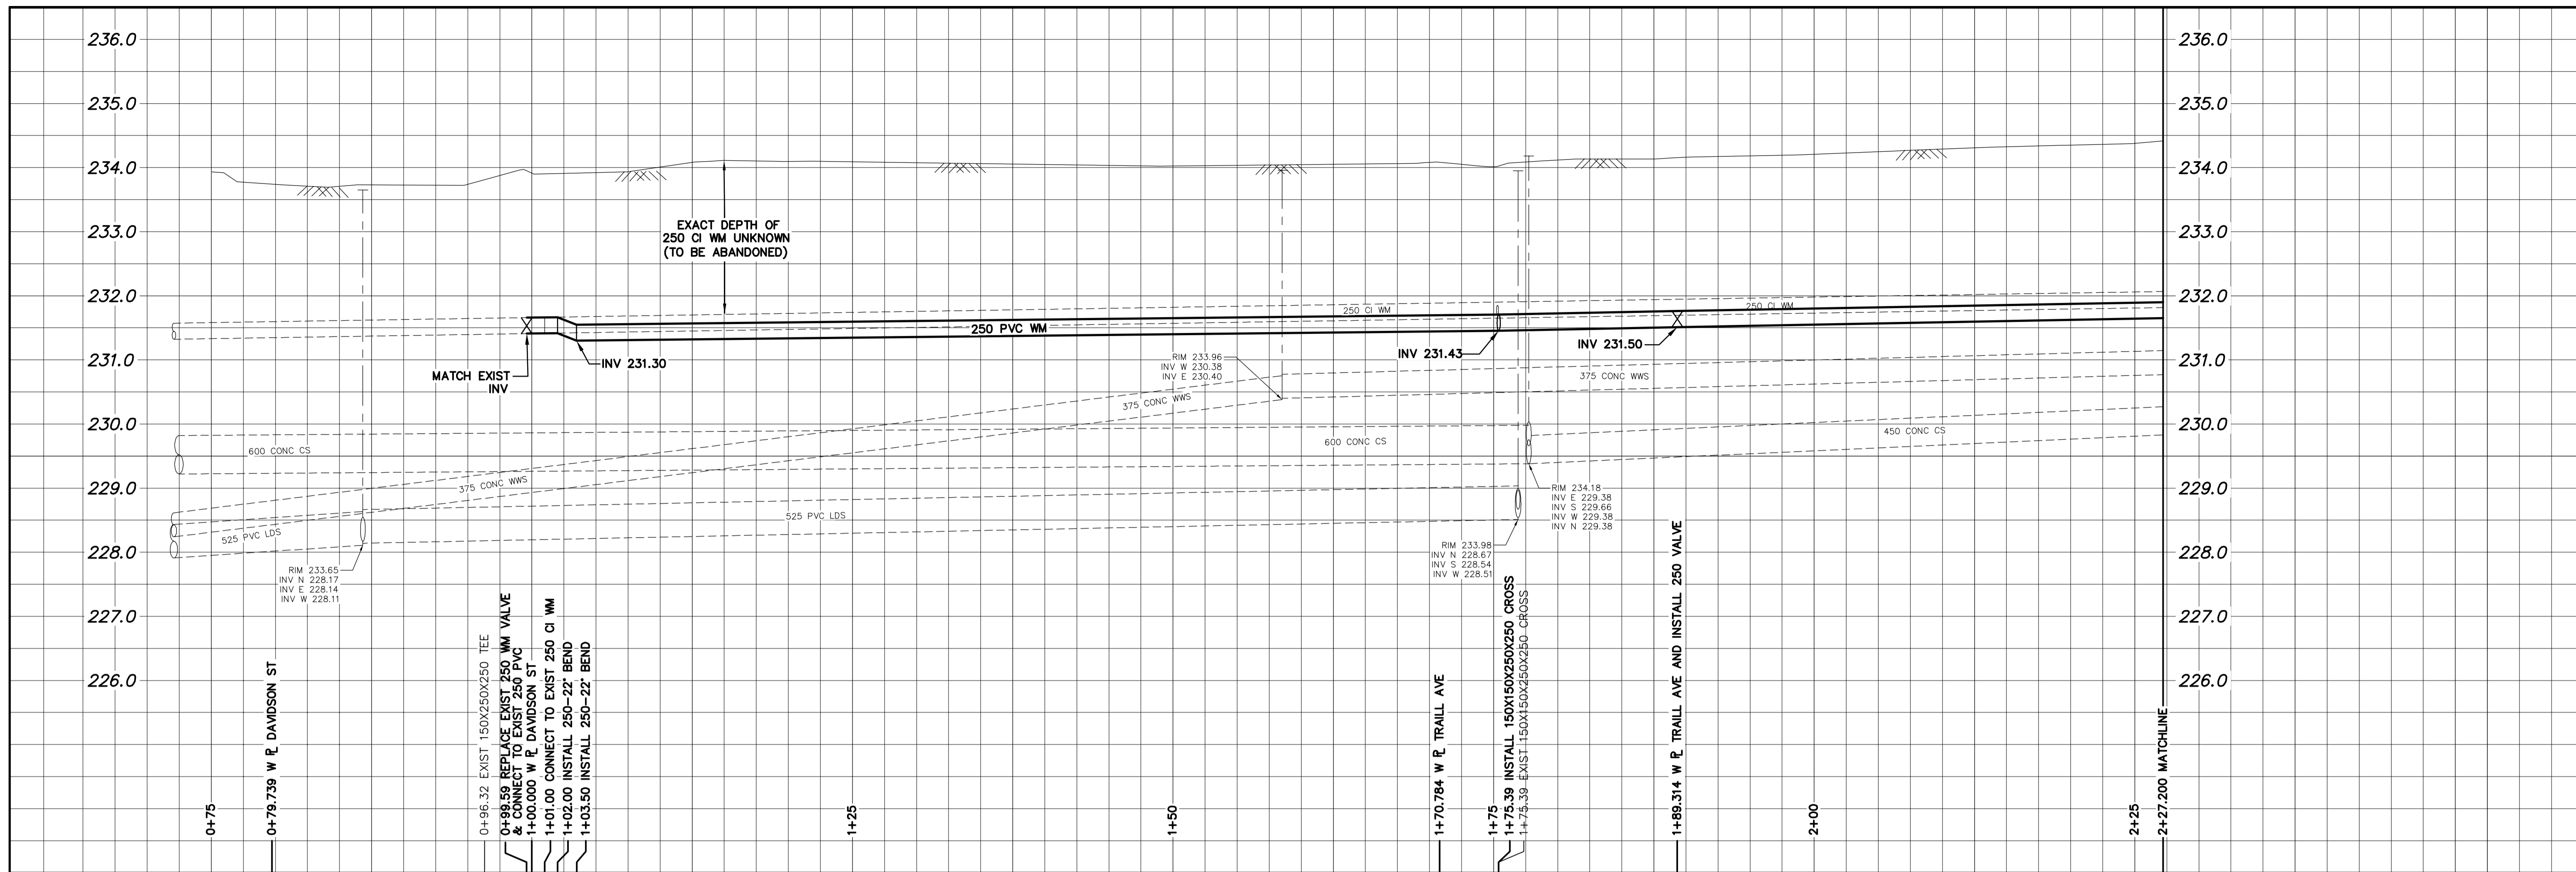 236.0
236.0
235.0
235.0
234.0
234.0
233.0
233.0
EXACT DEPTH OF
250 CI WM UNKNOWN
(TO BE ABANDONED)
232.0
232.0
250 CI WM
250 CI WM
250 PVC WM
231.0
231.0
INV 231.30
MATCH EXIST
INV
INV 231.43
INV 231.50
RIM 233.96
INV W 230.38
INV E 230.40
375 CONC WWS
375 CONC WWS
230.0
230.0
600 CONC CS
600 CONC CS
450 CONC CS
229.0
229.0
375 CONC WWS
525 PVC LDS
525 PVC LDS
RIM 234.18
INV E 229.38
INV S 229.66
INV W 229.38
INV N 229.38
228.0
228.0
RIM 233.65
INV N 228.17
INV E 228.14
INV W 228.11
RIM 233.98
INV N 228.67
INV S 228.54
INV W 228.51
227.0
227.0
226.0
226.0
0+75
0+79.739 W PL DAVIDSON ST
0+96.32 EXIST 150X250X250 TEE
0+99.59 REPLACE EXIST 250 WM VALVE
& CONNECT TO EXIST 250 PVC
1+00.000 W PL DAVIDSON ST
1+01.00 CONNECT TO EXIST 250 CI WM
1+02.00 INSTALL 250-22° BEND
1+03.50 INSTALL 250-22° BEND
1+25
1+50
1+70.784 W PL TRAILL AVE
1+75
1+75.39 INSTALL 150X150X250X250 CROSS
1+75.39 EXIST 150X150X250X250 CROSS
1+89.314 W PL TRAILL AVE AND INSTALL 250 VALVE
2+00
2+25
2+27.200 MATCHLINE